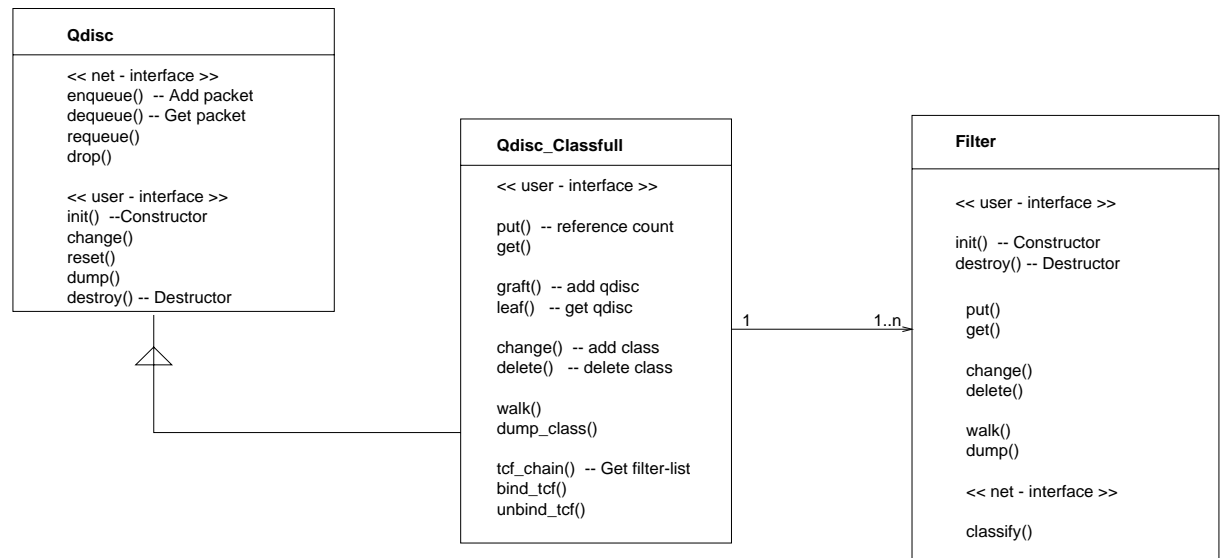 Qdisc
<< net - interface >>
enqueue()  -- Add packet
dequeue() -- Get packet
requeue()
drop()
<< user - interface >>
init()  --Constructor
change()
reset()
dump()
destroy() -- Destructor
Qdisc_Classfull
<< user - interface >>
put()  -- reference count
get()
graft()  -- add qdisc
leaf()   -- get qdisc
change()  -- add class
delete()   -- delete class
walk()
dump_class()
tcf_chain()  -- Get filter-list
bind_tcf()
unbind_tcf()
1
1..n
Filter
<< user - interface >>
init()  -- Constructor
destroy() -- Destructor
put()
get()
change()
delete()
walk()
dump()
<< net - interface >>
classify()